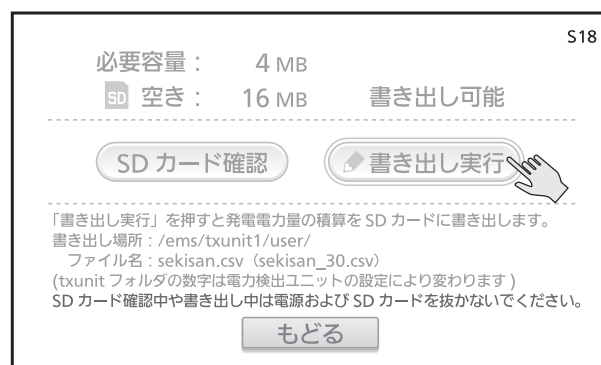 S18
必要容量： 4 MB
SD 空き： 16 MB 書き出し可能
SD カード確認 書き出し実行
「書き出し実行」を押すと発電電力量の積算を SD カードに書き出します。
書き出し場所：/ems/txunit1/user/
ファイル名：sekisan.csv（sekisan_30.csv）
(txunit フォルダの数字は電力検出ユニットの設定により変わります )
SD カード確認中や書き出し中は電源および SD カードを抜かないでください。
もどる